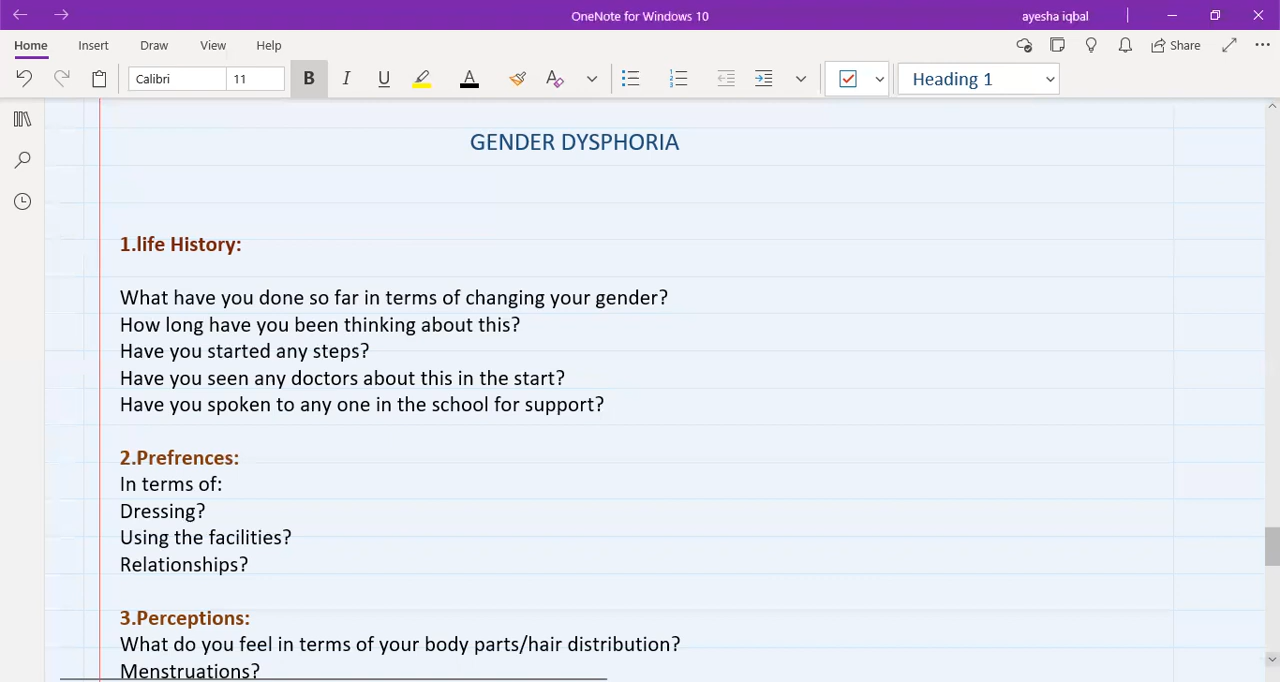 OneNote for Windows 10
ayesha iqbal
Home Insert Draw View Help
Share
Calibri 11 B I U A A Heading 1
GENDER DYSPHORIA
1.life History:
What have you done so far in terms of changing your gender?
How long have you been thinking about this?
Have you started any steps?
Have you seen any doctors about this in the start?
Have you spoken to any one in the school for support?
2.Prefrences:
In terms of:
Dressing?
Using the facilities?
Relationships?
3.Perceptions:
What do you feel in terms of your body parts/hair distribution?
Menstruations?